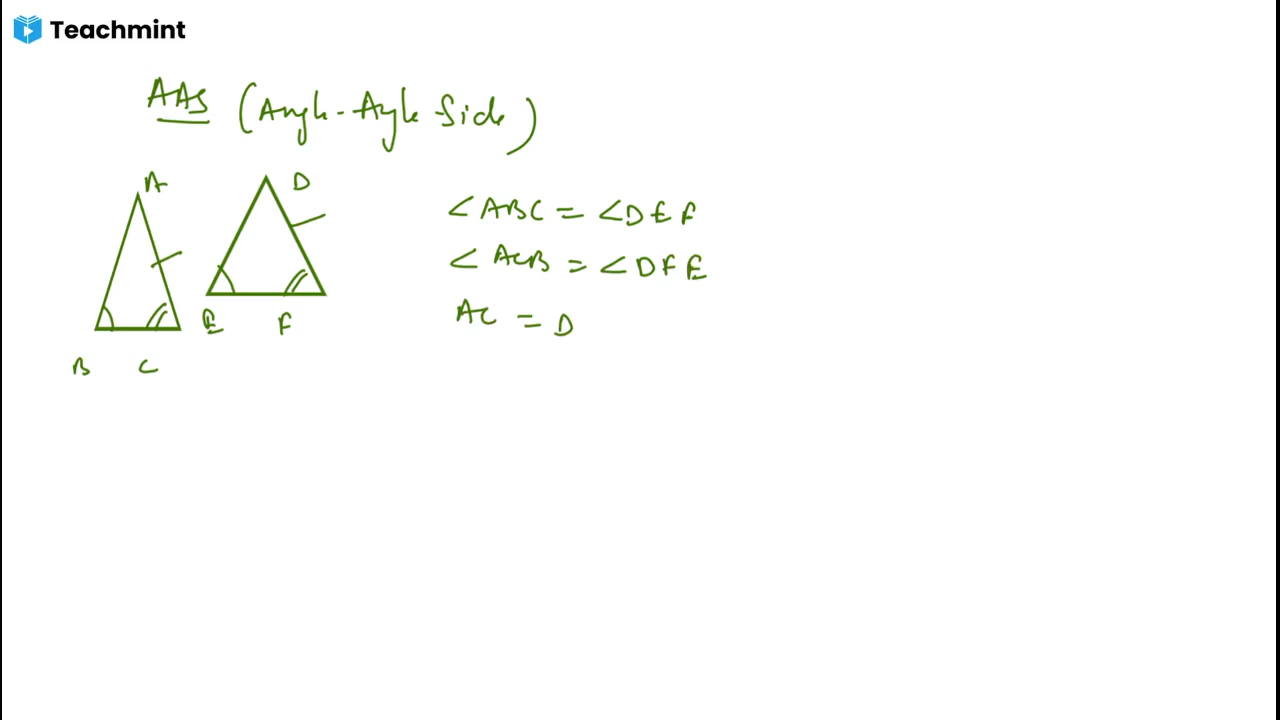 Teachmint
AAS (Angle-Angle Side)
A
D
∠ABC = ∠DEF
∠ACB = ∠DFE
AC = D
E F
B C